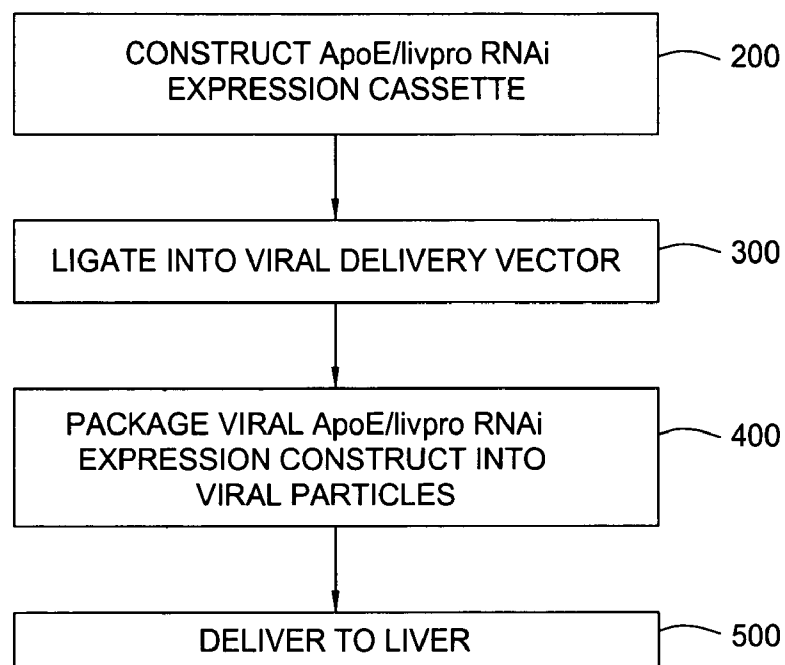 CONSTRUCT ApoE/livpro RNAi
EXPRESSION CASSETTE
200
LIGATE INTO VIRAL DELIVERY VECTOR
300
PACKAGE VIRAL ApoE/livpro RNAi
EXPRESSION CONSTRUCT INTO
VIRAL PARTICLES
400
DELIVER TO LIVER
500